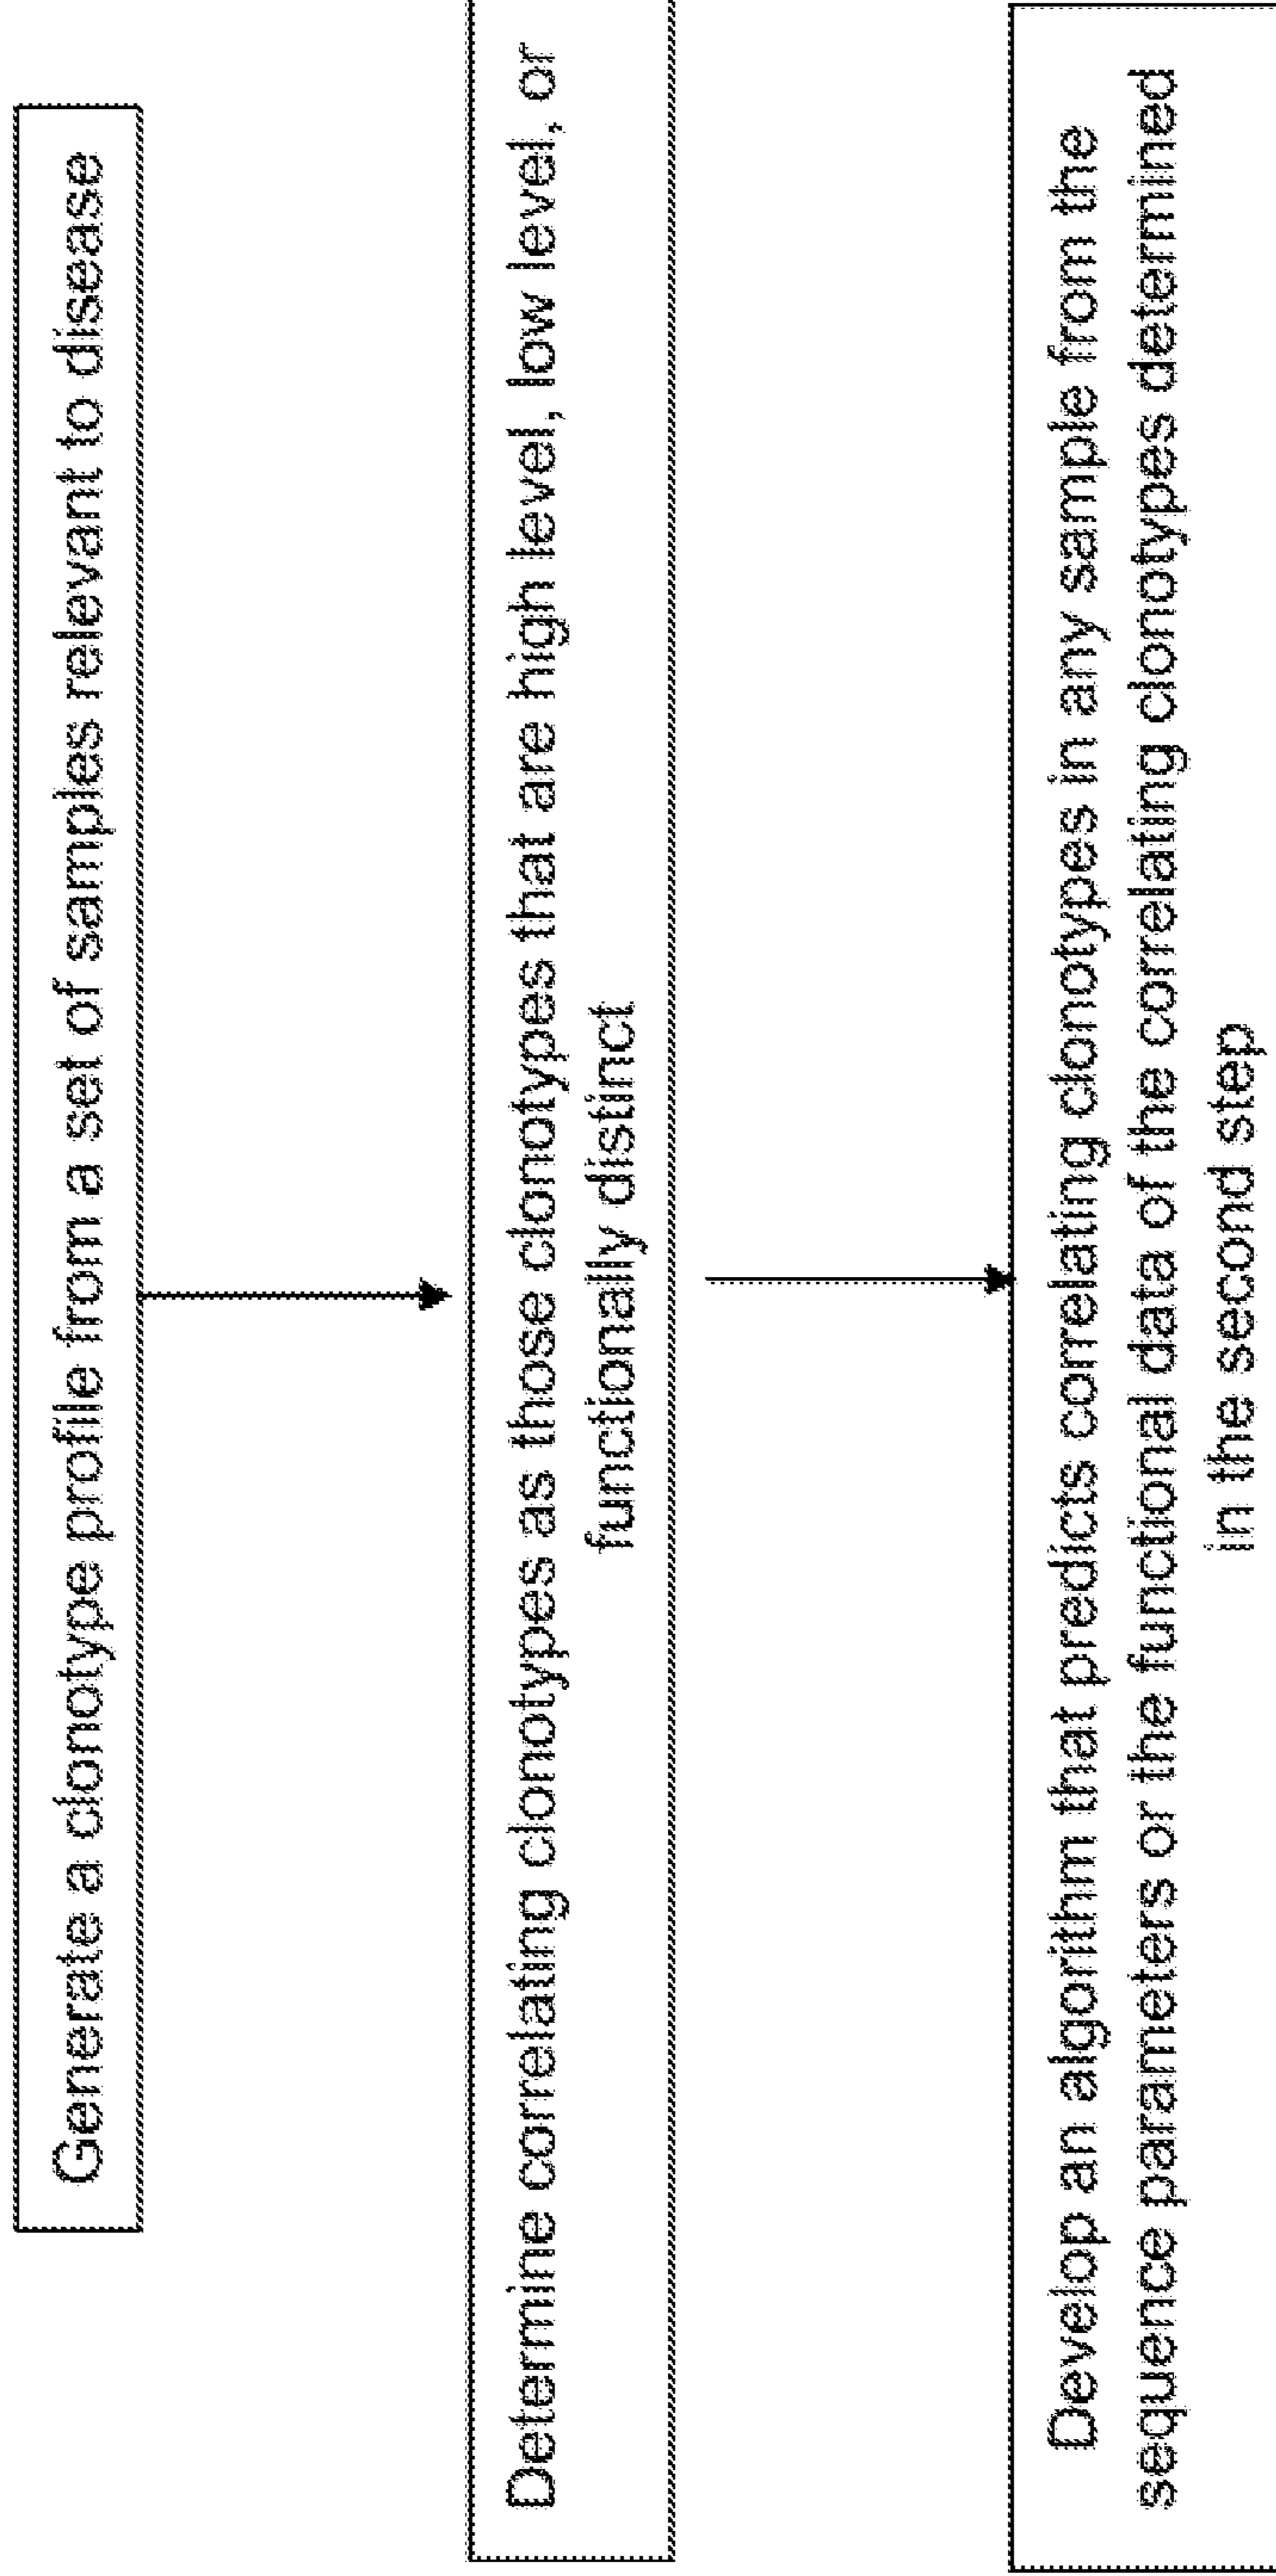 Generate a clonotype profile from a set of samples relevant to disease
Determine correlating clonotypes as those clonotypes that are high level, low level, or
functionally distinct
Develop an algorithm that predicts correlating clonotypes in any sample from the
sequence parameters or the functional data of the correlating clonotypes determined
in the second step